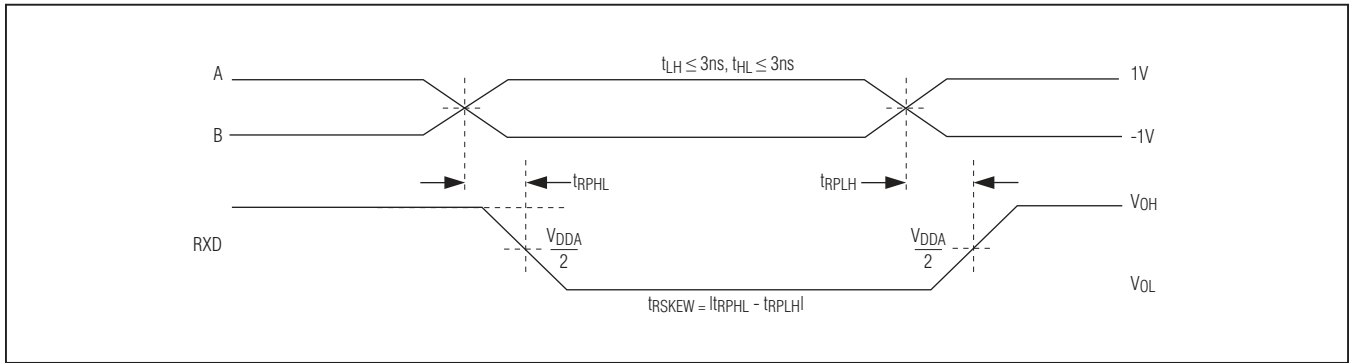 A
tLH ≤ 3ns, tHL ≤ 3ns
1V
B
-1V
tRPHL
tRPLH
VOH
RXD
VDDA
2
VDDA
2
VOL
tRSKEW = |tRPHL - tRPLH|